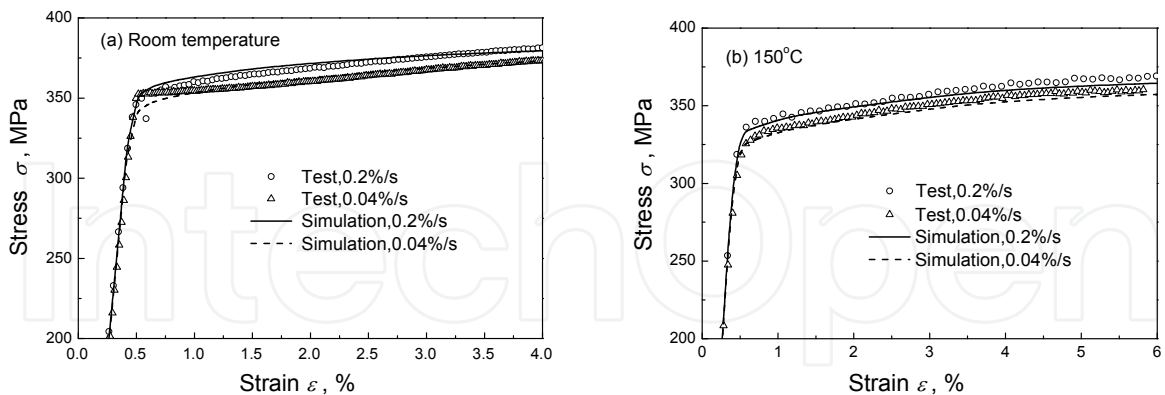 400
350
300
250
200
Stress σ, MPa
(a) Room temperature
Test,0.2%/s
Test,0.04%/s
Simulation,0.2%/s
Simulation,0.04%/s
0.0 0.5 1.0 1.5 2.0 2.5 3.0 3.5 4.0
Strain ε, %
400
350
300
250
200
Stress σ, MPa
(b) 150°C
Test,0.2%/s
Test,0.04%/s
Simulation,0.2%/s
Simulation,0.04%/s
0 1 2 3 4 5 6
Strain ε, %
IntechOpen